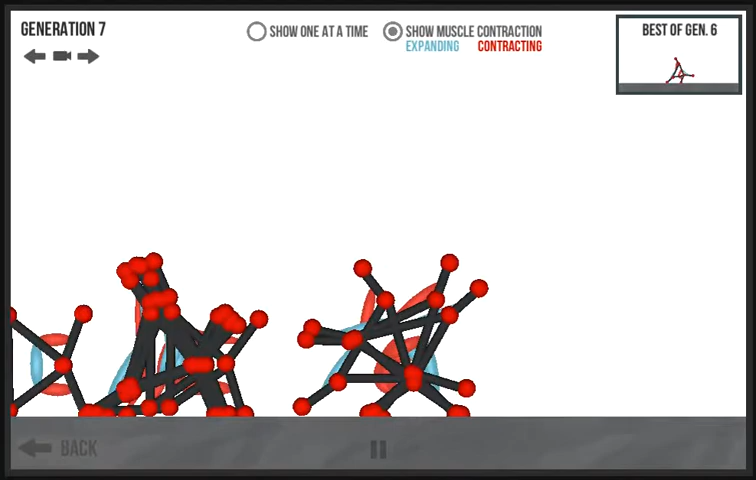 GENERATION 7
SHOW ONE AT A TIME
SHOW MUSCLE CONTRACTION
EXPANDING CONTRACTING
BEST OF GEN. 6
BACK